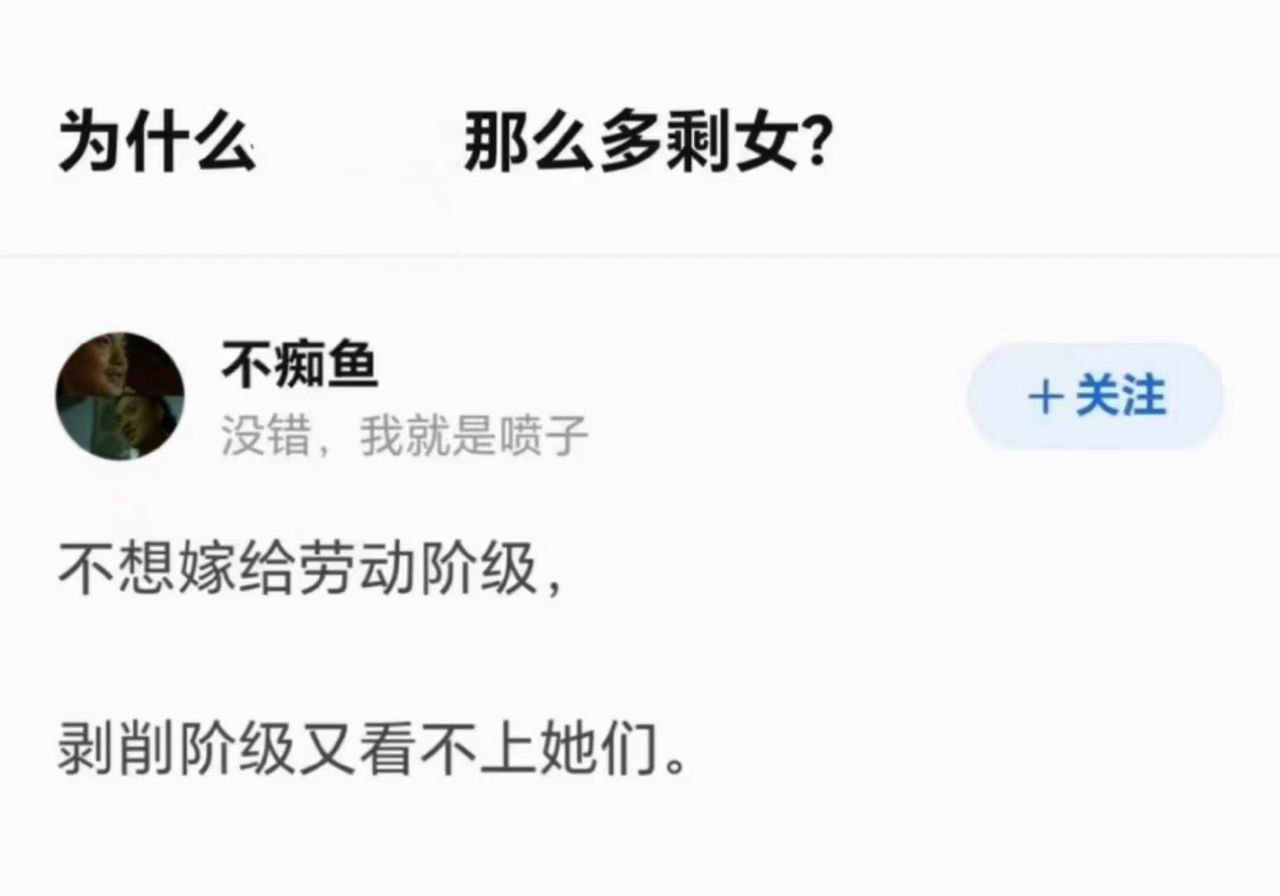 为什么 那么多剩女?
不痴鱼
没错，我就是喷子
+关注
不想嫁给劳动阶级，
剥削阶级又看不上她们。